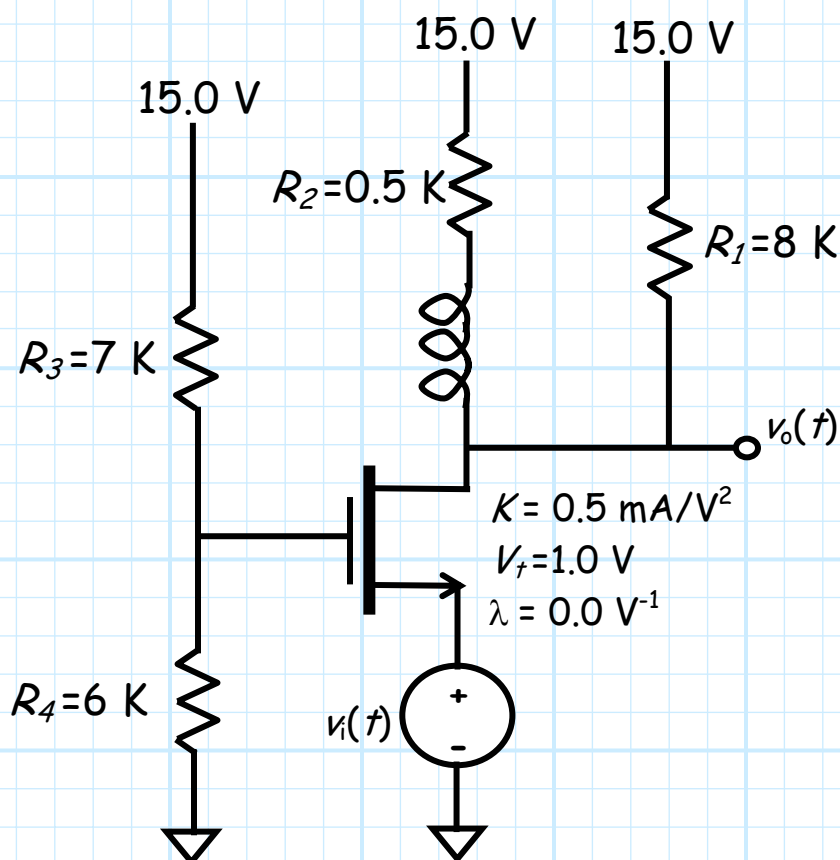 15.0 V
15.0 V
15.0 V
R₂=0.5 K
R₁=8 K
R₃=7 K
vₒ(t)
K = 0.5 mA/V²
Vₜ=1.0 V
λ = 0.0 V⁻¹
R₄=6 K
vᵢ(t)
+
-